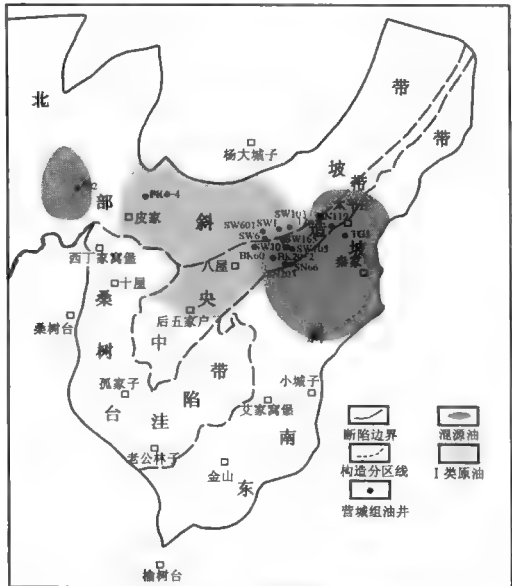 北
部
斜
坡
带
带
杨大城子
SW601
SW1
SW101
SW6
SW165
BK60
SN66
皮家
西丁家窝堡
十屋
八屋
桑
树
台
洼
陷
带
中
央
后五家户
桑树台
孤家子
老公林子
小城子
艾家窝堡
金山
东
南
榆树台
断陷边界
构造分区线
营城组油井
混源油
Ⅰ类原油